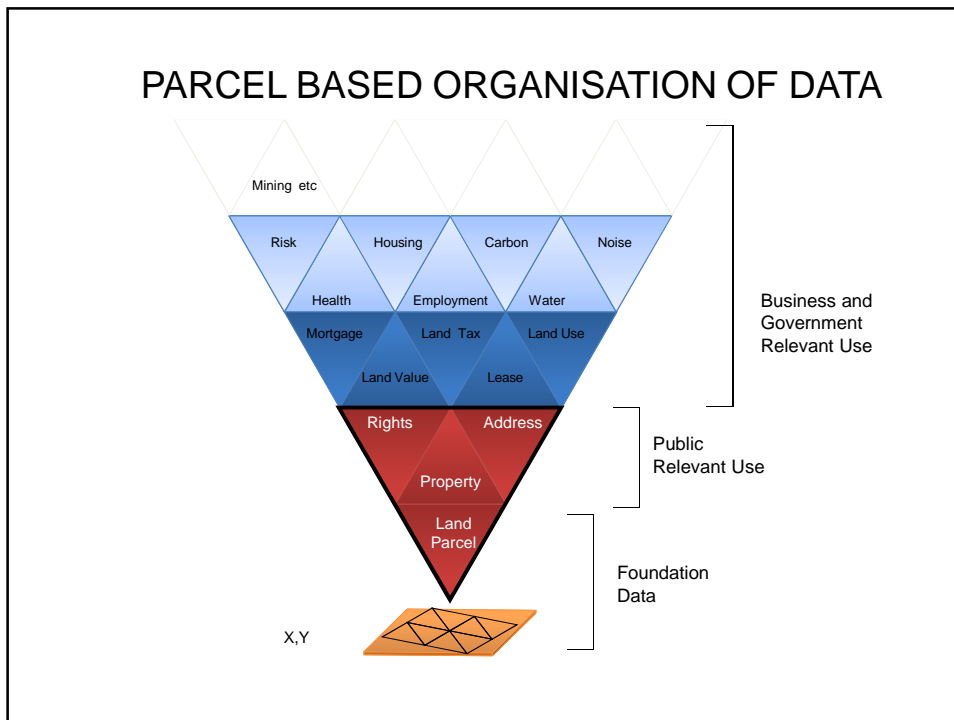 PARCEL BASED ORGANISATION OF DATA
Mining etc
Risk Housing Carbon Noise
Health Employment Water
Mortgage Land Tax Land Use
Land Value Lease
Business and
Government
Relevant Use
Rights Address
Property
Public
Relevant Use
Land
Parcel
Foundation
Data
X,Y